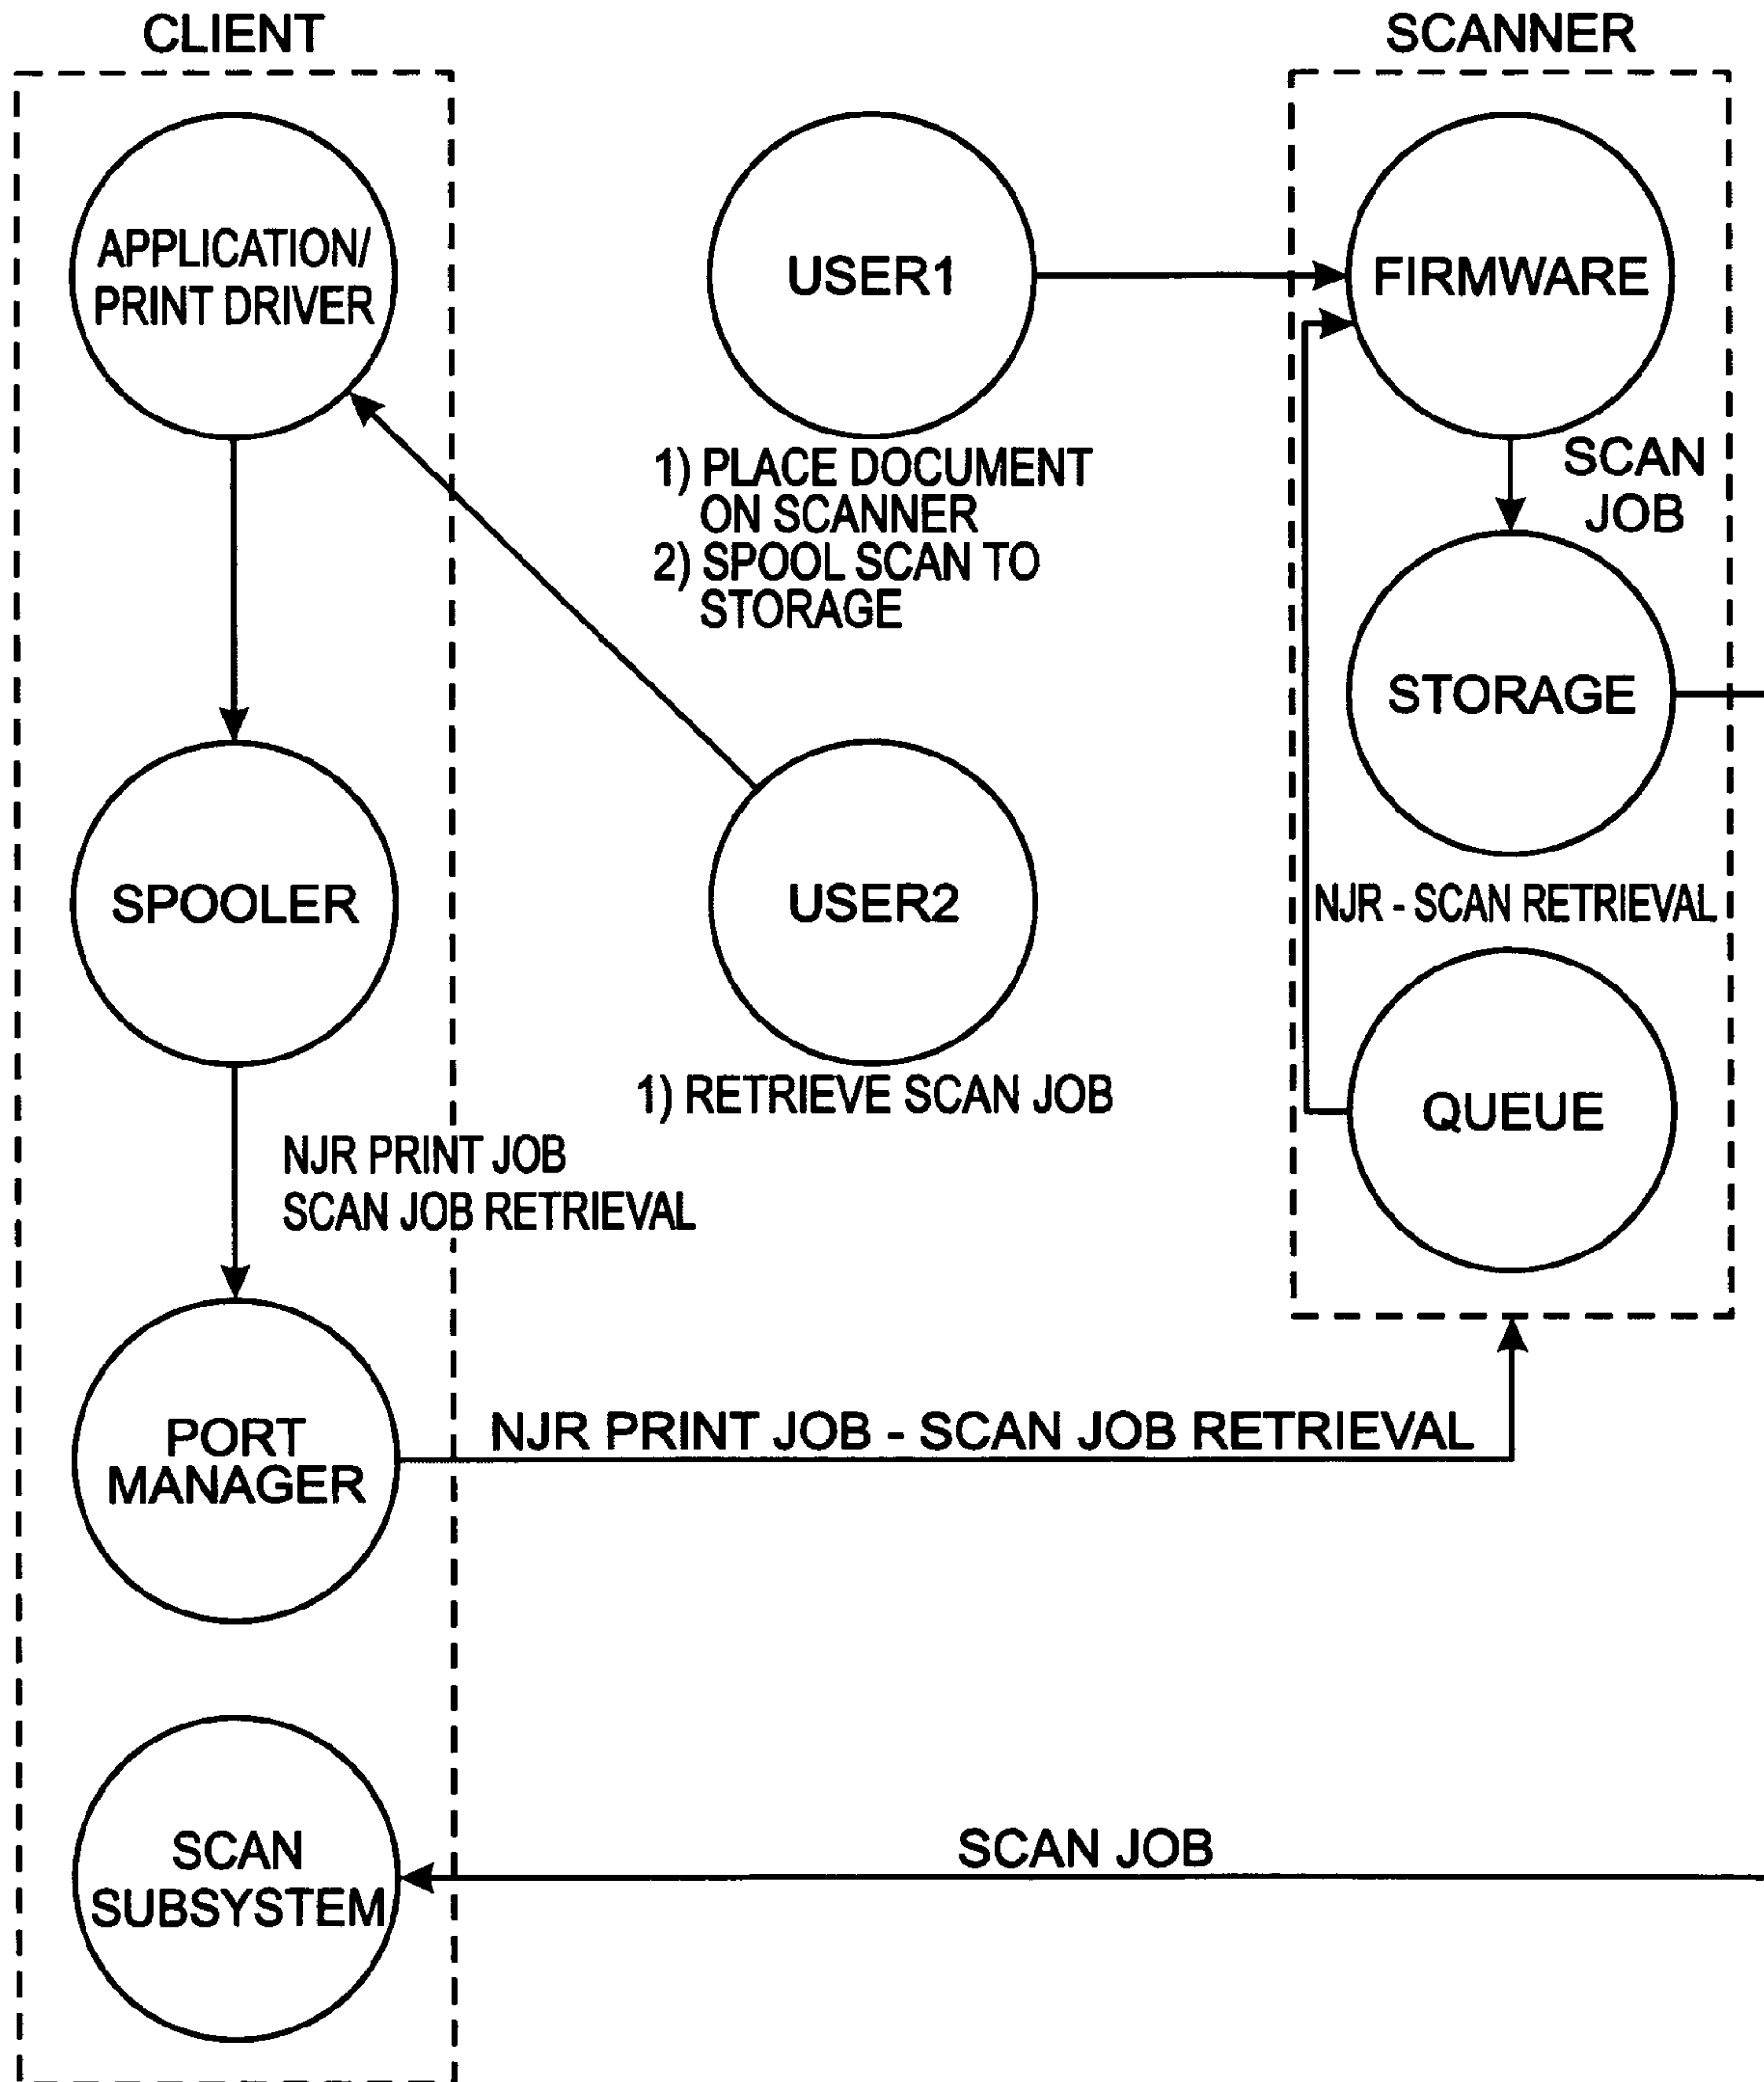 CLIENT
SCANNER
APPLICATION/
PRINT DRIVER
USER1
FIRMWARE
1) PLACE DOCUMENT
ON SCANNER
2) SPOOL SCAN TO
STORAGE
SCAN
JOB
STORAGE
SPOOLER
USER2
NJR - SCAN RETRIEVAL
1) RETRIEVE SCAN JOB
QUEUE
NJR PRINT JOB
SCAN JOB RETRIEVAL
PORT
MANAGER
NJR PRINT JOB - SCAN JOB RETRIEVAL
SCAN
SUBSYSTEM
SCAN JOB